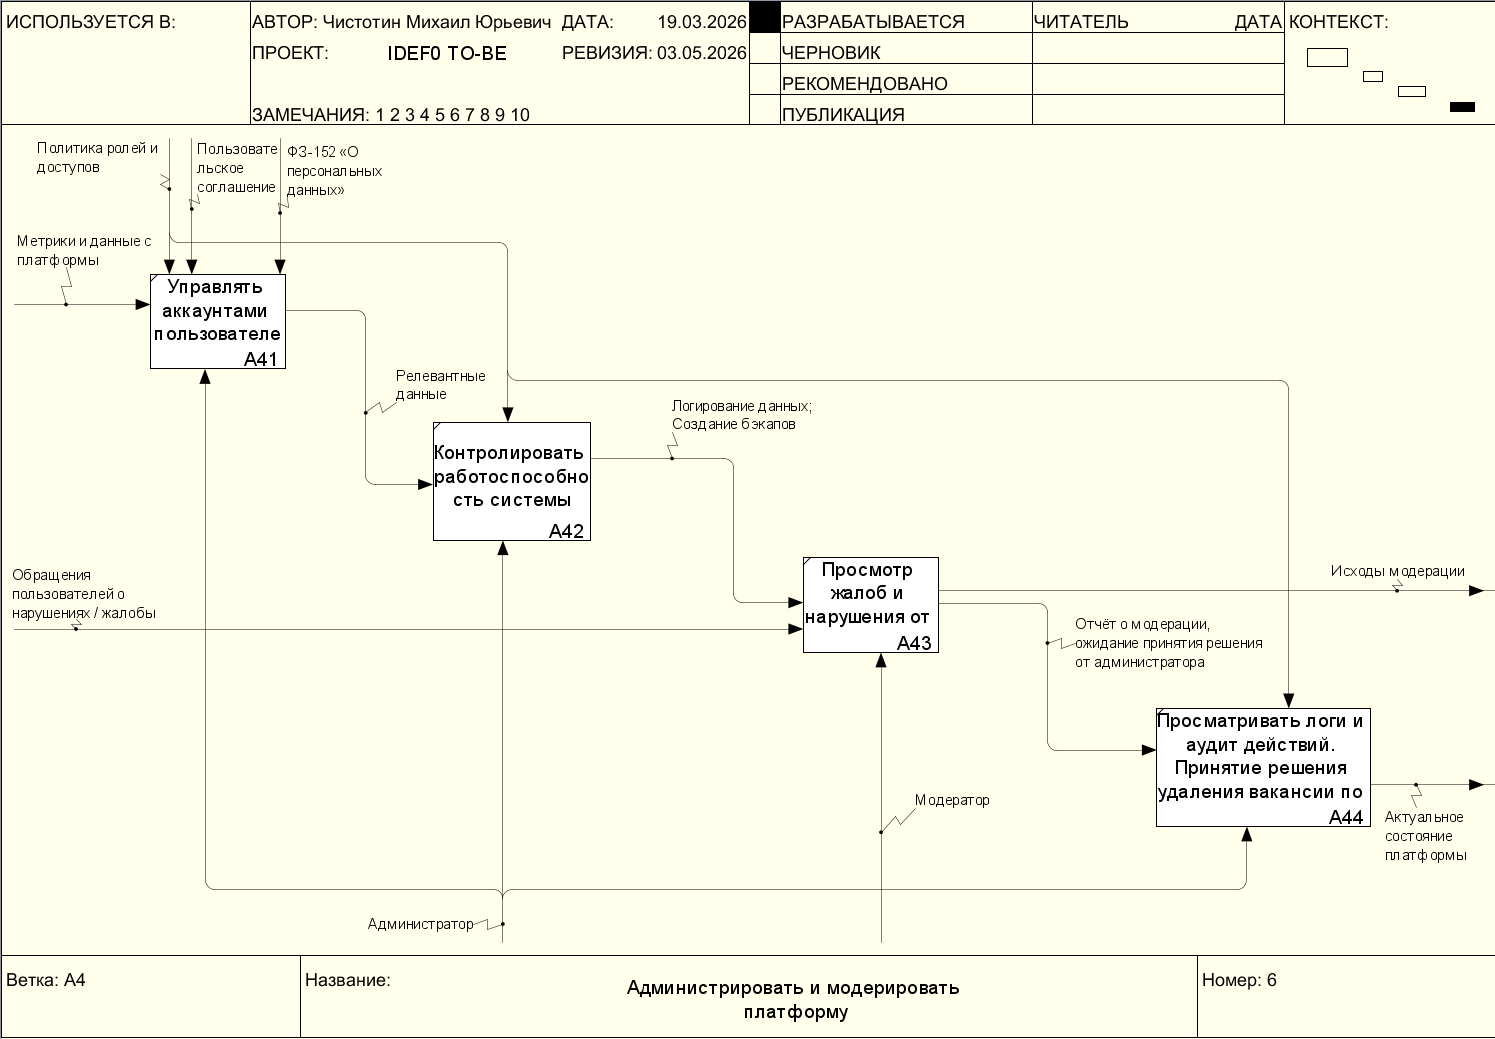 ИСПОЛЬЗУЕТСЯ В:
АВТОР: Чистотин Михаил Юрьевич
ДАТА:
19.03.2026
РАЗРАБАТЫВАЕТСЯ
ЧИТАТЕЛЬ
ДАТА
КОНТЕКСТ:
ПРОЕКТ:
IDEF0 TO-BE
РЕВИЗИЯ: 03.05.2026
ЧЕРНОВИК
РЕКОМЕНДОВАНО
ЗАМЕЧАНИЯ: 1 2 3 4 5 6 7 8 9 10
ПУБЛИКАЦИЯ
Политика ролей и
доступов
Пользовате
льское
соглашение
ФЗ-152 «О
персональных
данных»
Метрики и данные с
платформы
Управлять
аккаунтами
пользователе
A41
Релевантные
данные
Логирование данных;
Создание бэкапов
Контролировать
работоспособно
сть системы
A42
Обращения
пользователей о
нарушениях / жалобы
Просмотр
жалоб и
нарушения от
A43
Исходы модерации
Отчёт о модерации,
ожидание принятия решения
от администратора
Просматривать логи и
аудит действий.
Принятие решения
удаления вакансии по
A44
Модератор
Актуальное
состояние
платформы
Администратор
Ветка: A4
Название:
Администрировать и модерировать
платформу
Номер: 6